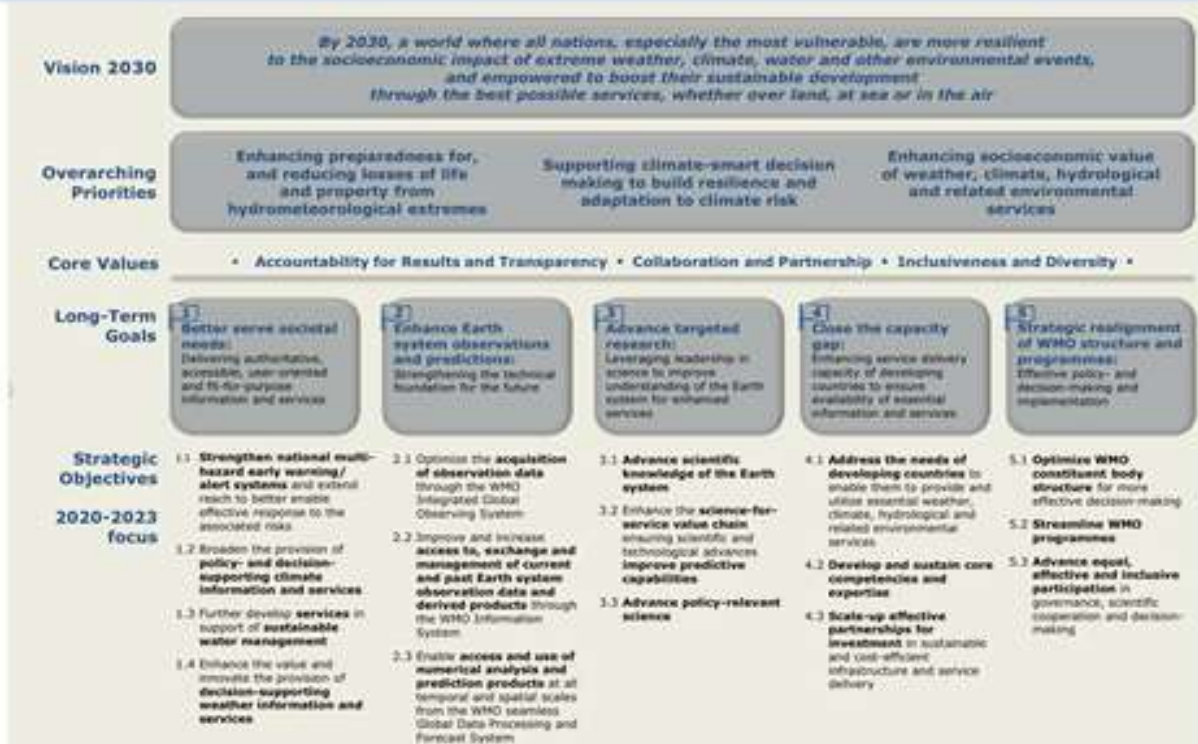 Vision 2030
By 2030, a world where all nations, especially the most vulnerable, are more resilient
to the socioeconomic impact of extreme weather, climate, water and other environmental events,
and empowered to boost their sustainable development
through the best possible services, whether over land, at sea or in the air
Overarching
Priorities
Enhancing preparedness for,
and reducing losses of life
and property from
hydrometeorological extremes
Supporting climate-smart decision
making to build resilience and
adaptation to climate risk
Enhancing socioeconomic value
of weather, climate, hydrological
and related environmental
services
Core Values
• Accountability for Results and Transparency • Collaboration and Partnership • Inclusiveness and Diversity •
Long-Term
Goals
1
Better serve societal
needs:
Delivering authoritative,
accessible, user-oriented
and fit-for-purpose
information and services
2
Enhance Earth
system observations
and predictions:
Strengthening the technical
foundation for the future
3
Advance targeted
research:
Leveraging leadership in
science to improve
understanding of the Earth
system for enhanced
services
4
Close the capacity
gap:
Enhancing service delivery
capacity of developing
countries to ensure
availability of essential
information and services
5
Strategic realignment
of WMO structure and
programmes:
Effective policy- and
decision-making and
implementation
Strategic
Objectives
2020-2023
focus
1.1 Strengthen national multi-
hazard early warning/
alert systems and extend
reach to better enable
effective response to the
associated risks
1.2 Broaden the provision of
policy- and decision-
supporting climate
information and services
1.3 Further develop services in
support of sustainable
water management
1.4 Enhance the value and
innovate the provision of
decision-supporting
weather information and
services
2.1 Optimize the acquisition
of observation data
through the WMO
Integrated Global
Observing System
2.2 Improve and increase
access to, exchange and
management of current
and past Earth system
observation data and
derived products through
the WMO Information
System
2.3 Enable access and use of
numerical analysis and
prediction products at all
temporal and spatial scales
from the WMO seamless
Global Data Processing and
Forecast System
3.1 Advance scientific
knowledge of the Earth
system
3.2 Enhance the science-for-
service value chain
ensuring scientific and
technological advances
improve predictive
capabilities
3.3 Advance policy-relevant
science
4.1 Address the needs of
developing countries to
enable them to provide and
utilize essential weather,
climate, hydrological and
related environmental
services
4.2 Develop and sustain core
competencies and
expertise
4.3 Scale-up effective
partnerships for
investment in sustainable
and cost-efficient
infrastructure and service
delivery
5.1 Optimize WMO
constituent body
structure for more
effective decision-making
5.2 Streamline WMO
programmes
5.3 Advance equal,
effective and inclusive
participation in
governance, scientific
cooperation and decision-
making